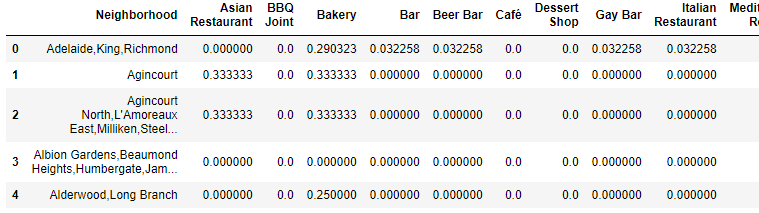 Neighborhood Asian Restaurant BBQ Joint Bakery Bar Beer Bar Café Dessert Shop Gay Bar Italian Restaurant
0 Adelaide,King,Richmond 0.000000 0.0 0.290323 0.032258 0.032258 0.0 0.0 0.032258 0.032258
1 Agincourt 0.333333 0.0 0.333333 0.000000 0.000000 0.0 0.0 0.000000 0.000000
2 Agincourt North,L'Amoreaux East,Milliken,Steel... 0.333333 0.0 0.333333 0.000000 0.000000 0.0 0.0 0.000000 0.000000
3 Albion Gardens,Beaumond Heights,Humbergate,Jam... 0.000000 0.0 0.000000 0.000000 0.000000 0.0 0.0 0.000000 0.000000
4 Alderwood,Long Branch 0.000000 0.0 0.250000 0.000000 0.000000 0.0 0.0 0.000000 0.000000